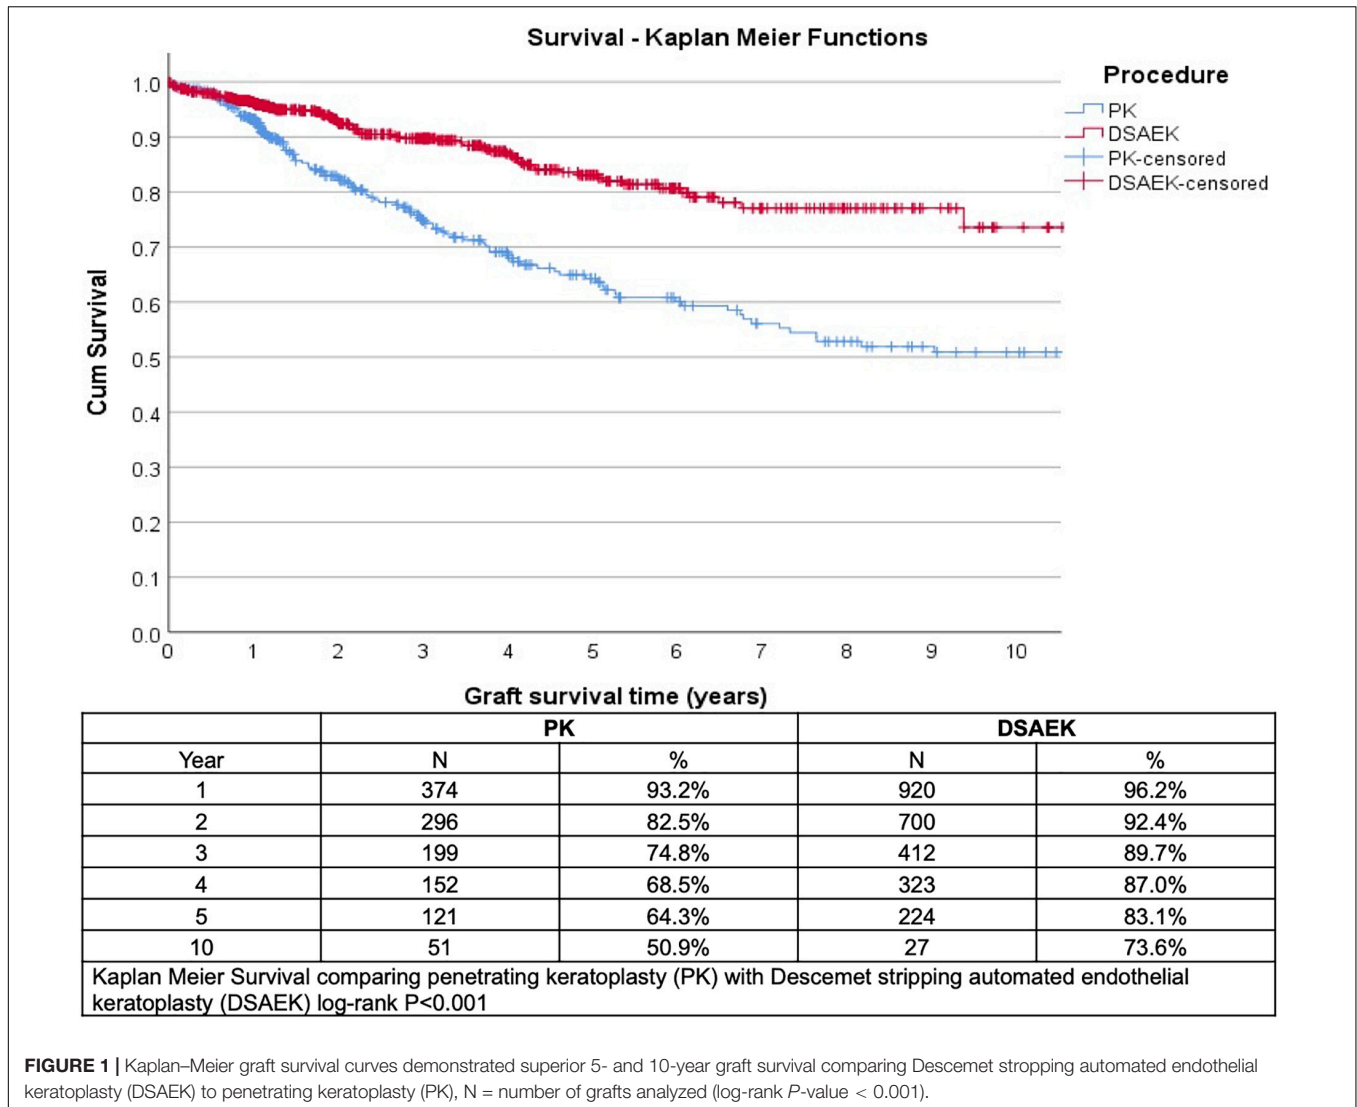 Survival - Kaplan Meier Functions
Procedure
PK
DSAEK
PK-censored
DSAEK-censored
Cum Survival
1.0
0.9
0.8
0.7
0.6
0.5
0.4
0.3
0.2
0.1
0.0
0 1 2 3 4 5 6 7 8 9 10
Graft survival time (years)
PK DSAEK
Year N % N %
1 374 93.2% 920 96.2%
2 296 82.5% 700 92.4%
3 199 74.8% 412 89.7%
4 152 68.5% 323 87.0%
5 121 64.3% 224 83.1%
10 51 50.9% 27 73.6%
Kaplan Meier Survival comparing penetrating keratoplasty (PK) with Descemet stripping automated endothelial
keratoplasty (DSAEK) log-rank P<0.001
FIGURE 1 | Kaplan–Meier graft survival curves demonstrated superior 5- and 10-year graft survival comparing Descemet stropping automated endothelial
keratoplasty (DSAEK) to penetrating keratoplasty (PK), N = number of grafts analyzed (log-rank P-value < 0.001).